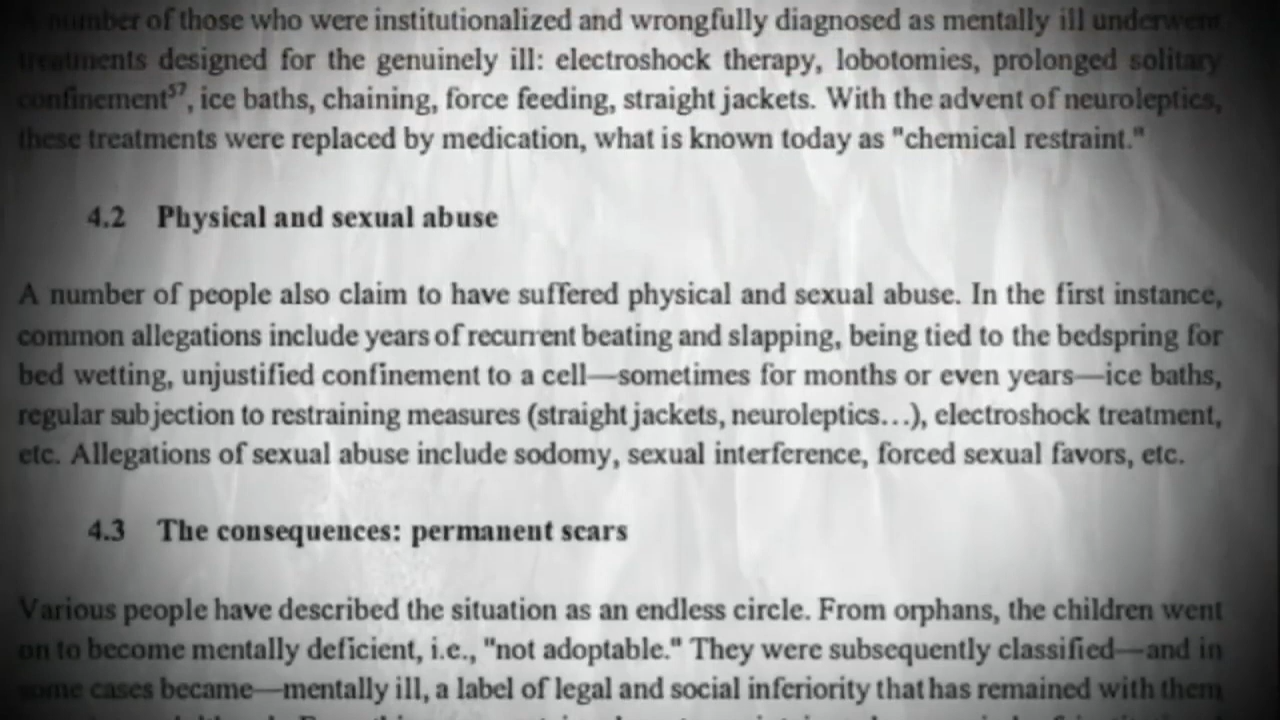 A number of those who were institutionalized and wrongfully diagnosed as mentally ill underwent
treatments designed for the genuinely ill: electroshock therapy, lobotomies, prolonged solitary
confinement57, ice baths, chaining, force feeding, straight jackets. With the advent of neuroleptics,
these treatments were replaced by medication, what is known today as "chemical restraint."
4.2 Physical and sexual abuse
A number of people also claim to have suffered physical and sexual abuse. In the first instance,
common allegations include years of recurrent beating and slapping, being tied to the bedspring for
bed wetting, unjustified confinement to a cell—sometimes for months or even years—ice baths,
regular subjection to restraining measures (straight jackets, neuroleptics…), electroshock treatment,
etc. Allegations of sexual abuse include sodomy, sexual interference, forced sexual favors, etc.
4.3 The consequences: permanent scars
Various people have described the situation as an endless circle. From orphans, the children went
on to become mentally deficient, i.e., "not adoptable." They were subsequently classified—and in
some cases became—mentally ill, a label of legal and social inferiority that has remained with them